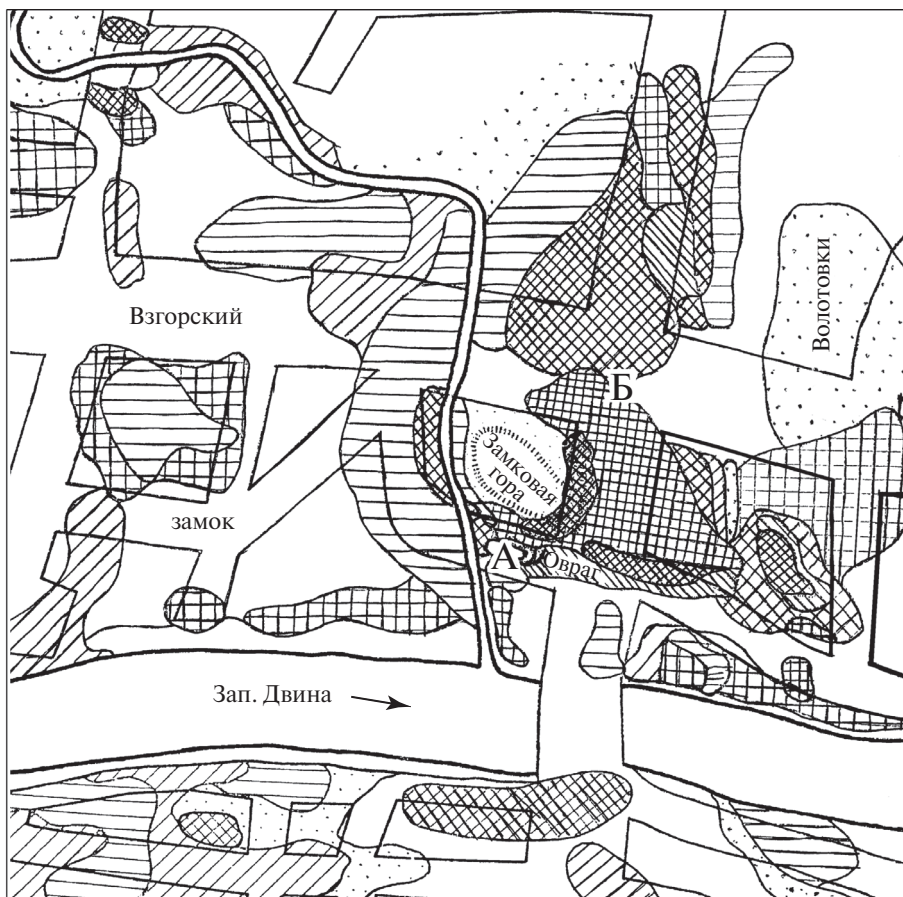 Волотовки
Взгорский
Б
Замковая
гора
замок
А
Овраг
Зап. Двина